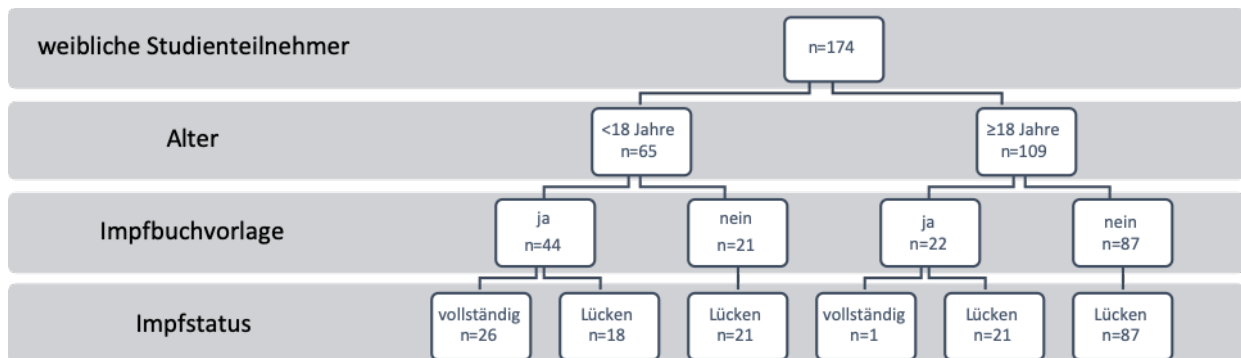 weibliche Studienteilnehmer
n=174
Alter
<18 Jahre
n=65
≥18 Jahre
n=109
Impfbuchvorlage
ja
n=44
nein
n=21
ja
n=22
nein
n=87
Impfstatus
vollständig
n=26
Lücken
n=18
Lücken
n=21
vollständig
n=1
Lücken
n=21
Lücken
n=87